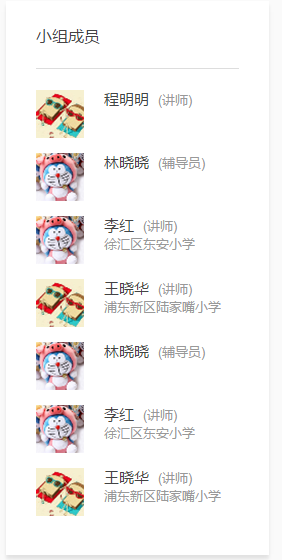 小组成员
程明明 (讲师)
林晓晓 (辅导员)
李红 (讲师)
徐汇区东安小学
王晓华 (讲师)
浦东新区陆家嘴小学
林晓晓 (辅导员)
李红 (讲师)
徐汇区东安小学
王晓华 (讲师)
浦东新区陆家嘴小学